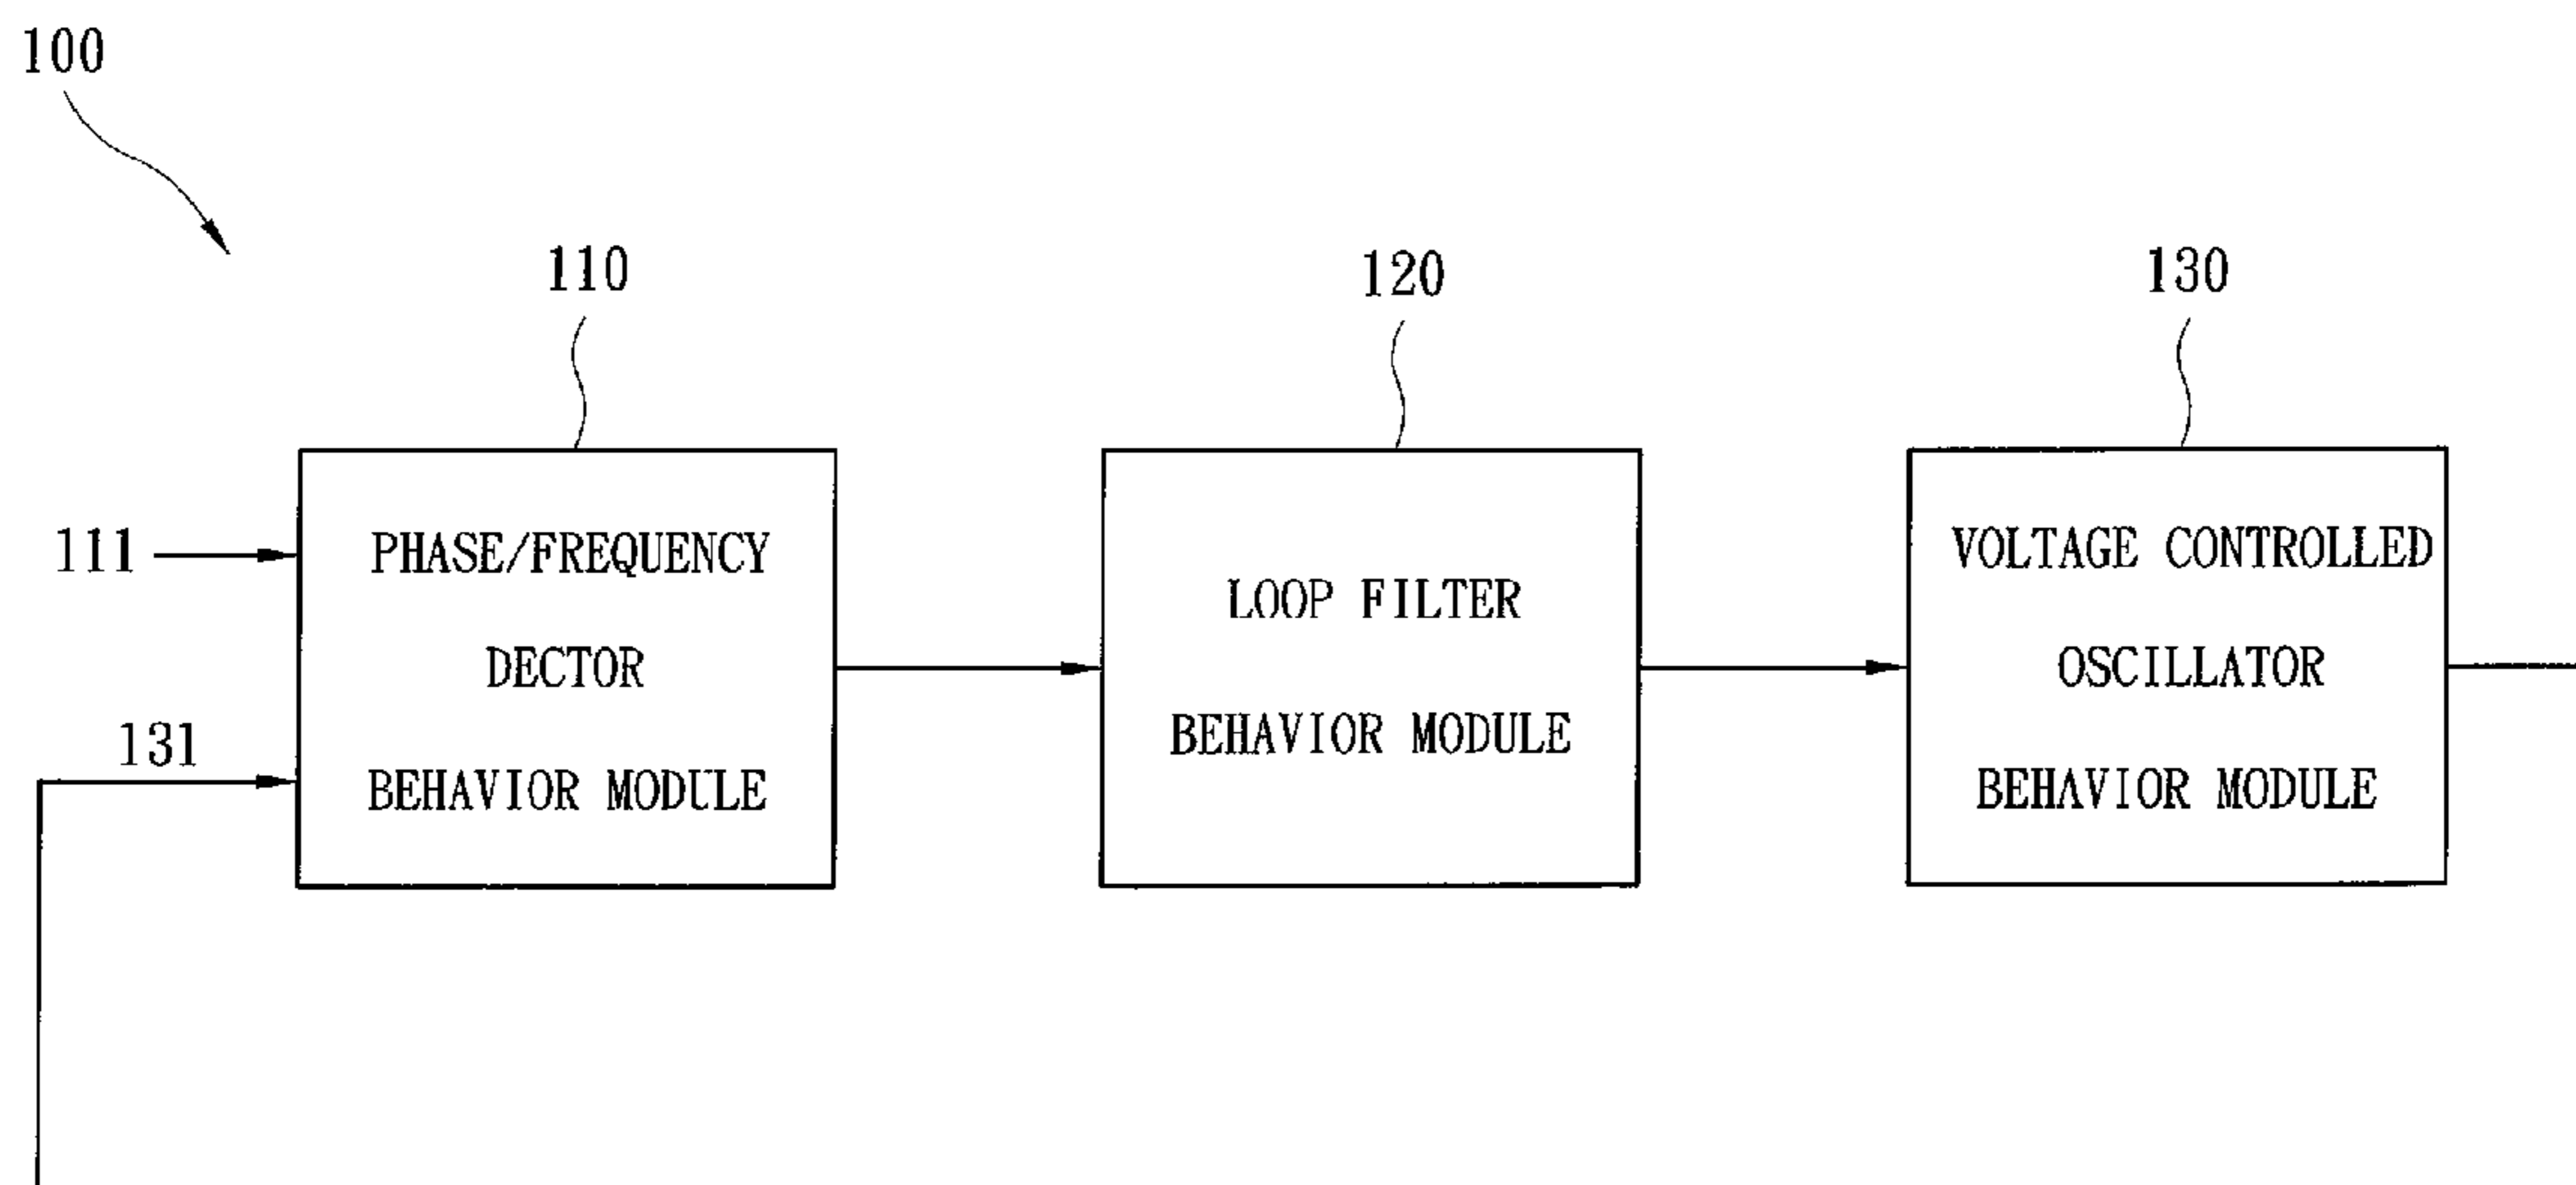 100
110
120
130
111
PHASE/FREQUENCY
DECTOR
BEHAVIOR MODULE
131
LOOP FILTER
BEHAVIOR MODULE
VOLTAGE CONTROLLED
OSCILLATOR
BEHAVIOR MODULE